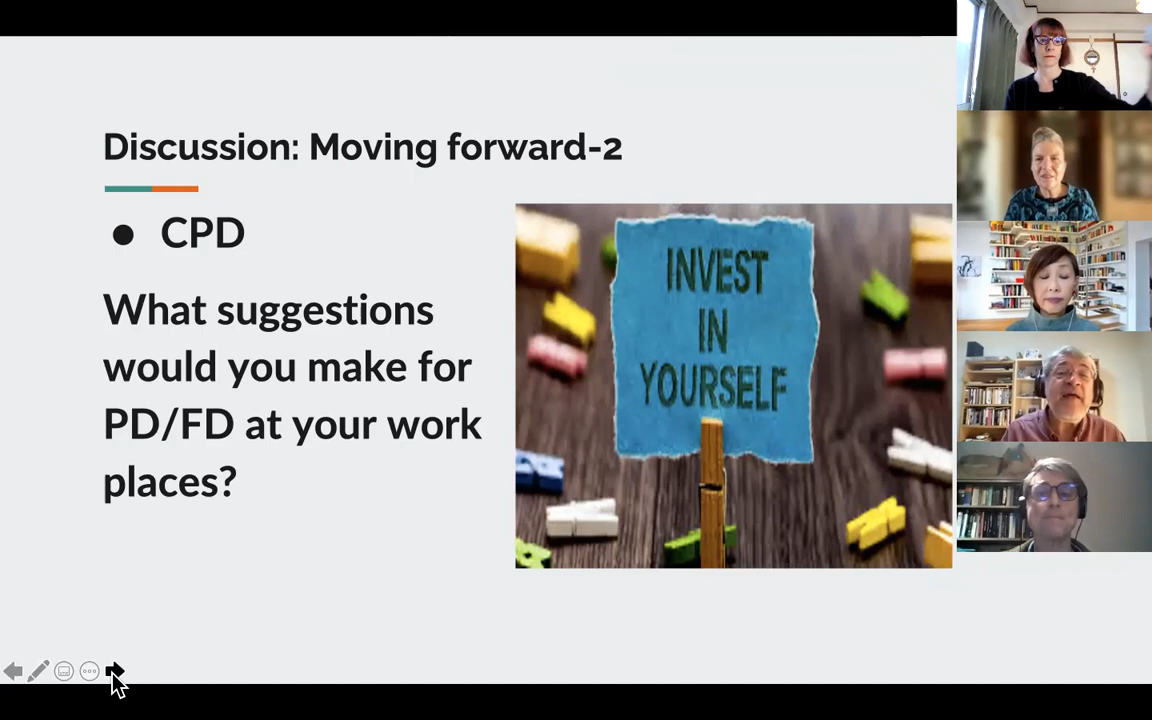 Discussion: Moving forward-2
● CPD
What suggestions
would you make for
PD/FD at your work
places?
INVEST
IN
YOURSELF